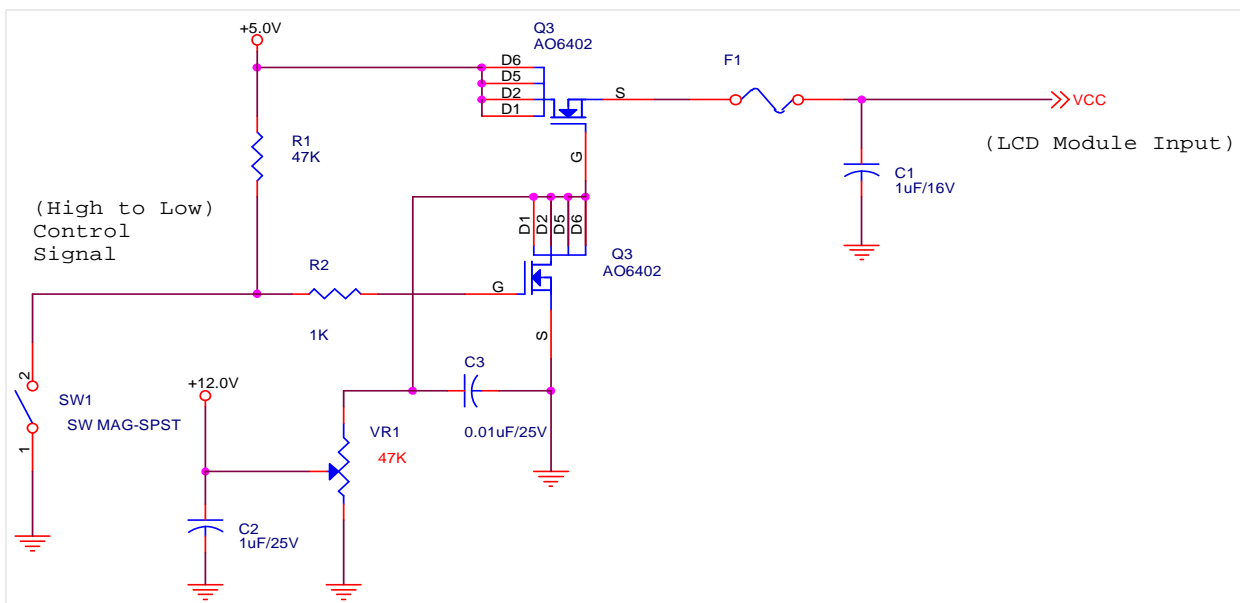 +5.0V
Q3
AO6402
D6
D5
D2
D1
S
G
F1
VCC
(LCD Module Input)
R1
47K
C1
1uF/16V
(High to Low)
Control
Signal
D1
D2
D5
D6
Q3
AO6402
R2
1K
G
S
2
SW1
SW MAG-SPST
1
+12.0V
VR1
47K
C3
0.01uF/25V
C2
1uF/25V